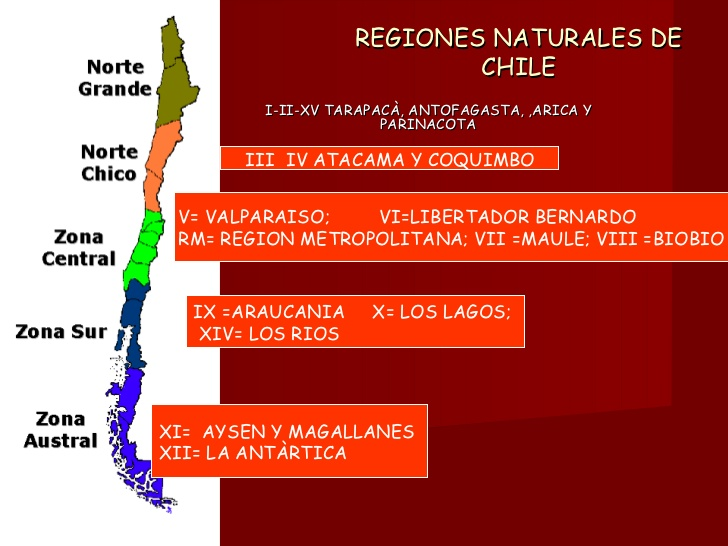 REGIONES NATURALES DE
CHILE
Norte
Grande
I-II-XV TARAPACÀ, ANTOFAGASTA, ,ARICA Y
PARINACOTA
Norte
Chico
III  IV ATACAMA Y COQUIMBO
Zona
Central
V= VALPARAISO;        VI=LIBERTADOR BERNARDO
RM= REGION METROPOLITANA; VII =MAULE; VIII =BIOBIO
Zona Sur
IX =ARAUCANIA     X= LOS LAGOS;
XIV= LOS RIOS
Zona
Austral
XI=  AYSEN Y MAGALLANES
XII= LA ANTÀRTICA